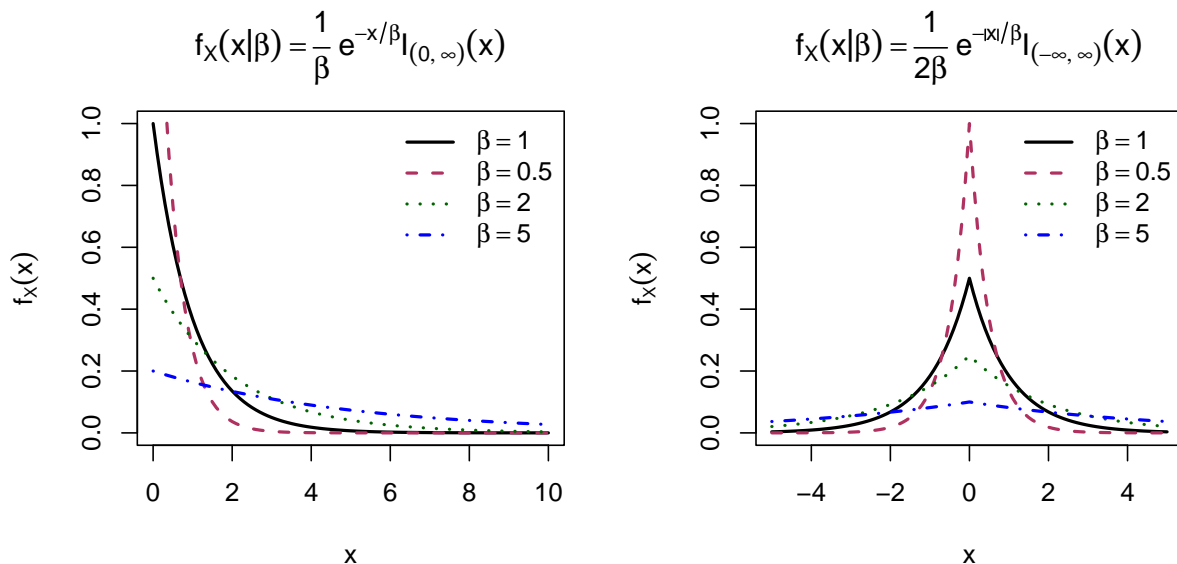 f_X(x|β) = 1/β e^{−x/β} I_{(0, ∞)}(x)
f_X(x)
0.0 0.2 0.4 0.6 0.8 1.0
β = 1
β = 0.5
β = 2
β = 5
0 2 4 6 8 10
x
f_X(x|β) = 1/2β e^{−|x|/β} I_{(−∞, ∞)}(x)
f_X(x)
0.0 0.2 0.4 0.6 0.8 1.0
β = 1
β = 0.5
β = 2
β = 5
−4 −2 0 2 4
x